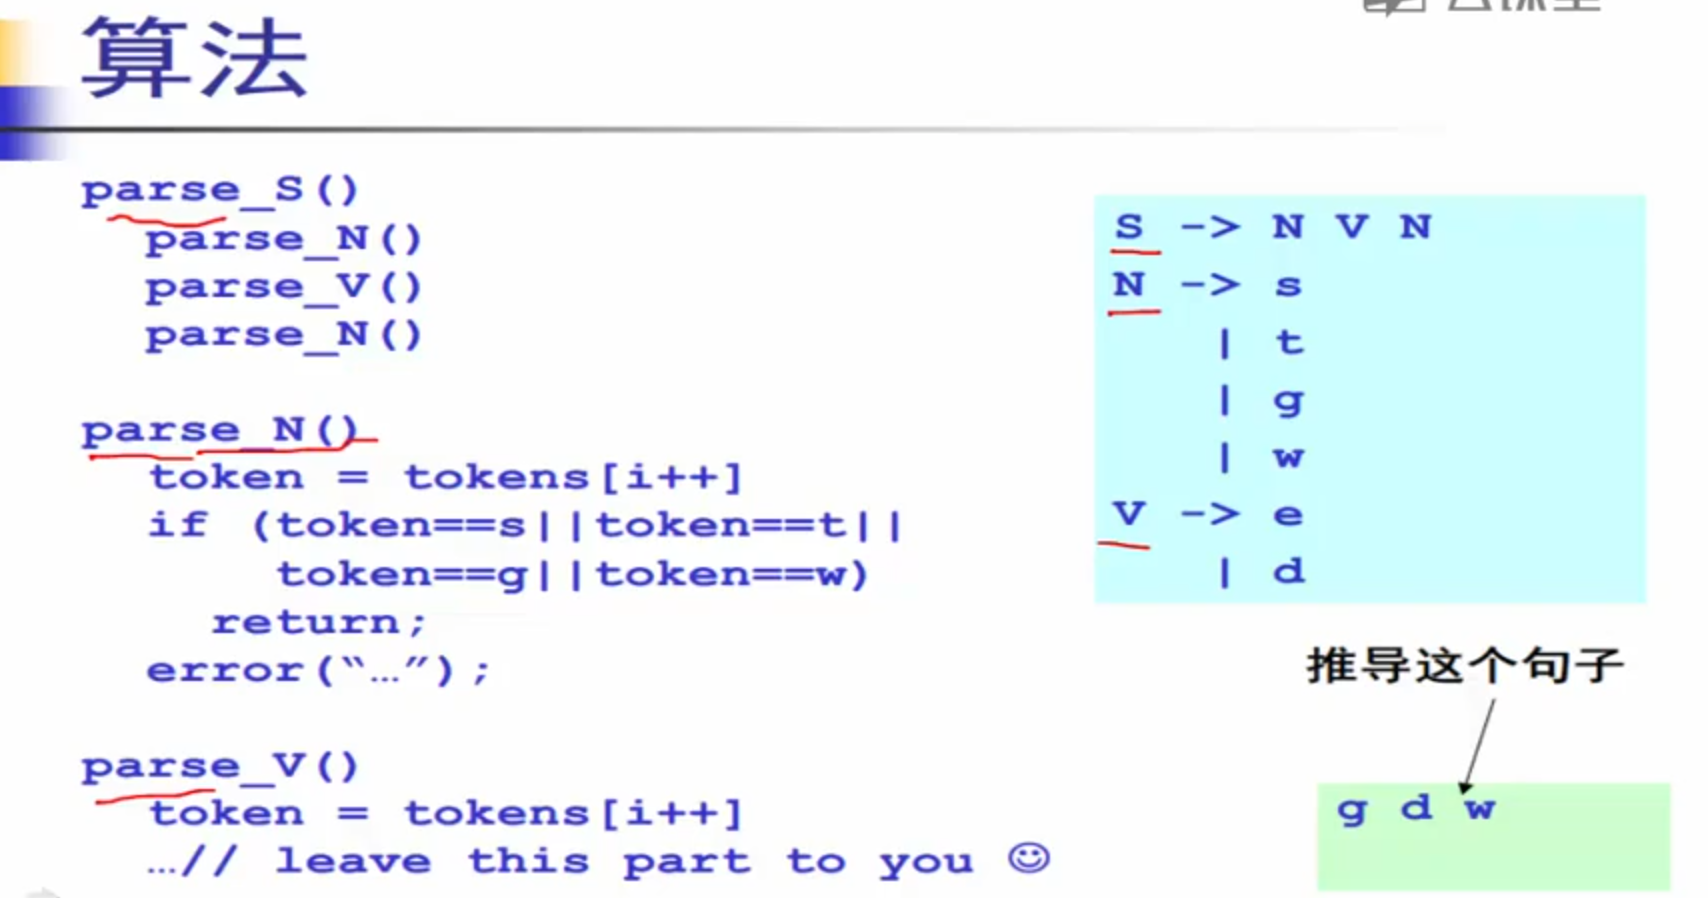 算法
parse_S()
parse_N()
parse_V()
parse_N()
parse_N()
token = tokens[i++]
if (token==s||token==t||
token==g||token==w)
return;
error(“…”);
parse_V()
token = tokens[i++]
…// leave this part to you ☺
S -> N V N
N -> s
| t
| g
| w
V -> e
| d
推导这个句子
g d w